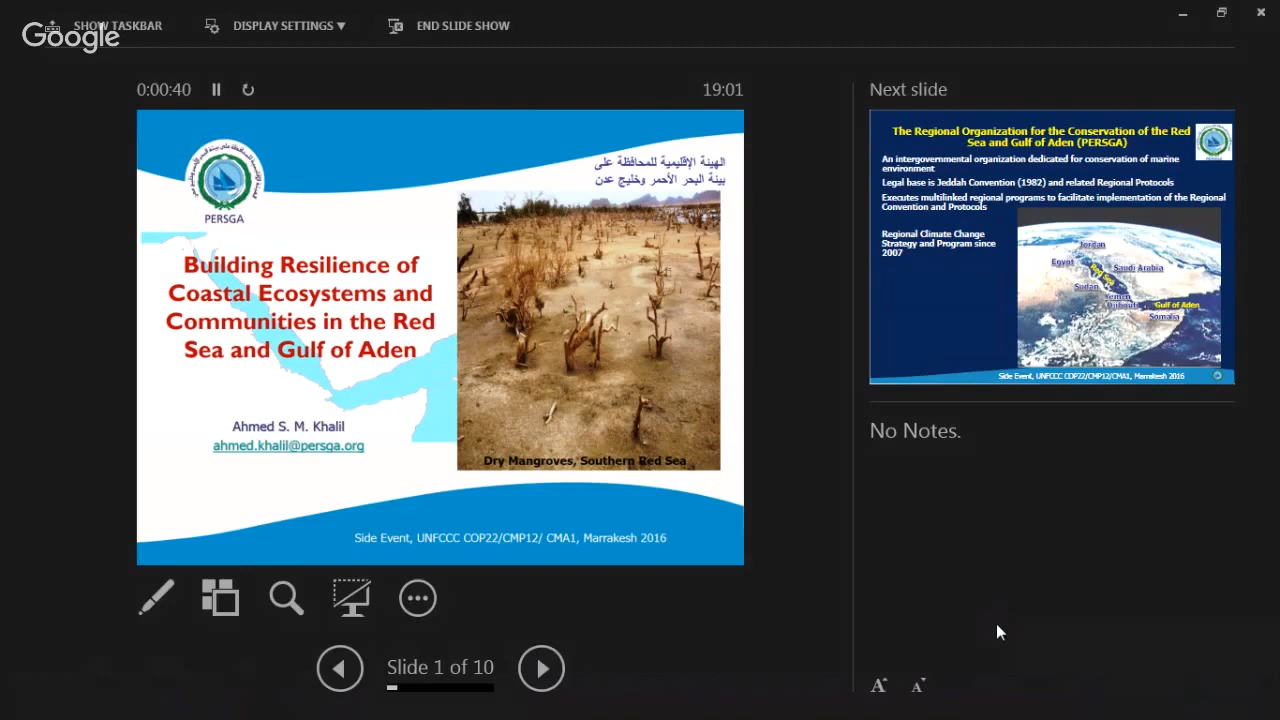 SHOW TASKBAR
DISPLAY SETTINGS
END SLIDE SHOW
Google
0:00:40
19:01
Next slide
PERSGA
الهيئة الإقليمية للمحافظة على
بيئة البحر الأحمر وخليج عدن
Building Resilience of
Coastal Ecosystems and
Communities in the Red
Sea and Gulf of Aden
Ahmed S. M. Khalil
ahmed.khalil@persga.org
Dry Mangroves, Southern Red Sea
Side Event, UNFCCC COP22/CMP12/ CMA1, Marrakesh 2016
The Regional Organization for the Conservation of the Red
Sea and Gulf of Aden (PERSGA)
An intergovernmental organization dedicated for conservation of marine
environment
Legal base is Jeddah Convention (1982) and related Regional Protocols
Executes multilinked regional programs to facilitate implementation of the Regional
Convention and Protocols
Regional Climate Change
Strategy and Program since
2007
Jordan
Egypt
Red Sea
Saudi Arabia
Sudan
Yemen
Djibouti
Gulf of Aden
Somalia
Side Event, UNFCCC COP22/CMP12/CMA1, Marrakesh 2016
No Notes.
Slide 1 of 10
A
A